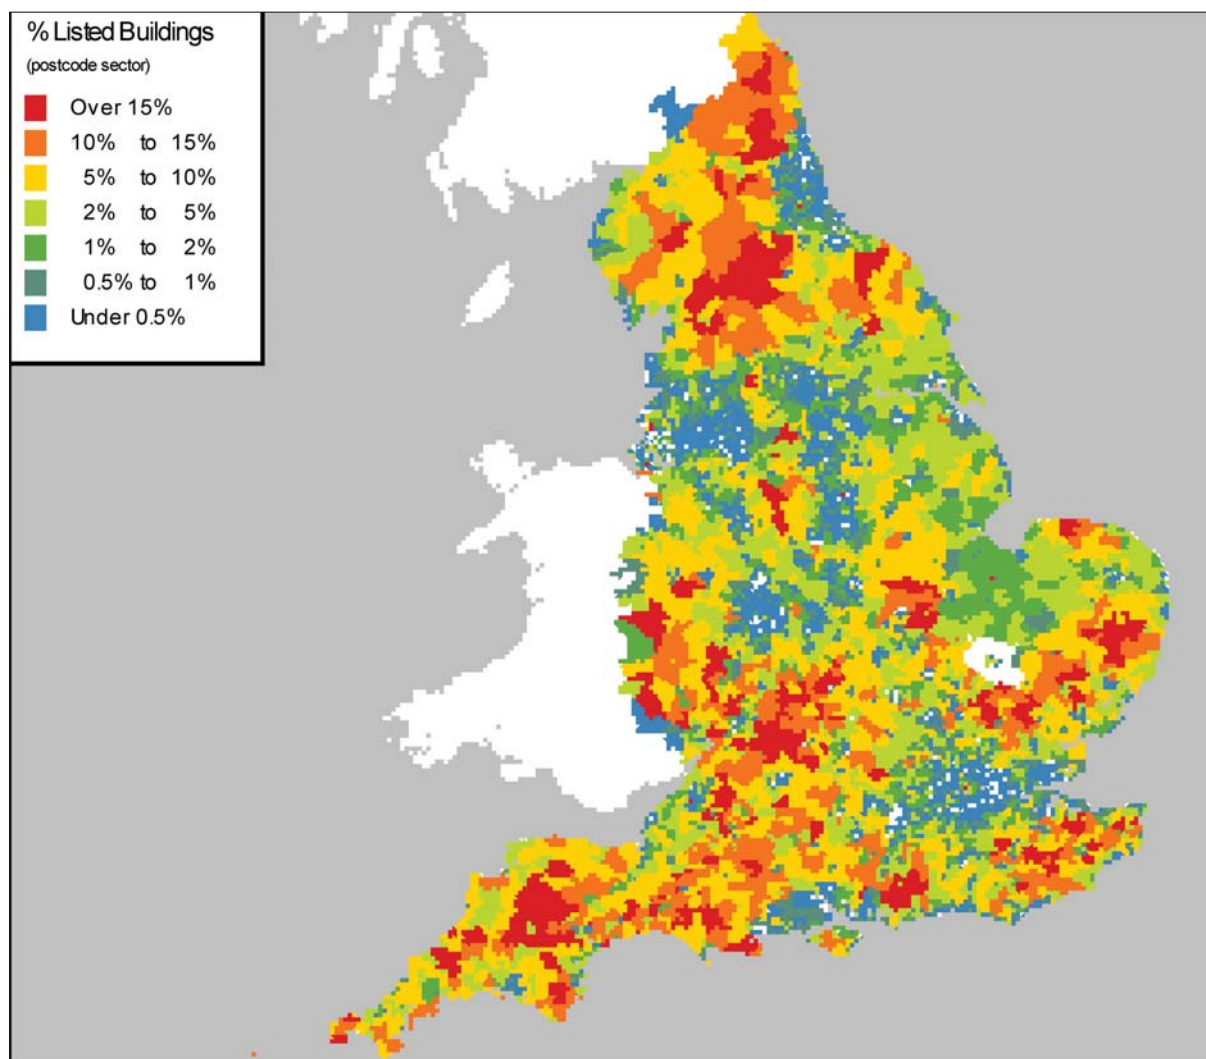 % Listed Buildings
(postcode sector)
Over 15%
10% to 15%
5% to 10%
2% to 5%
1% to 2%
0.5% to 1%
Under 0.5%